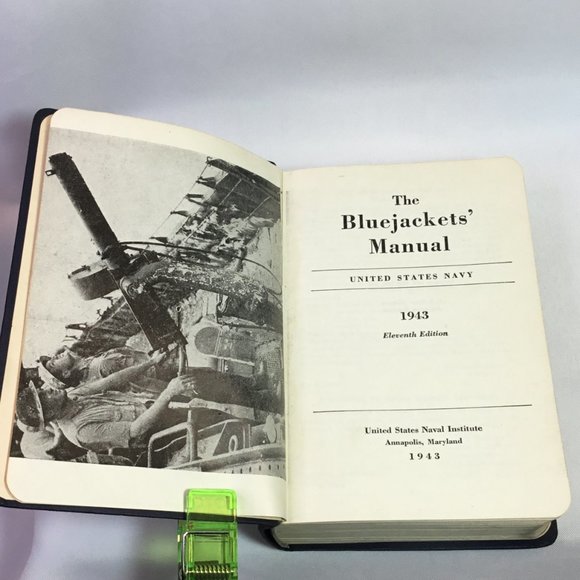 The
Bluejackets'
Manual
UNITED STATES NAVY
1943
Eleventh Edition
United States Naval Institute
Annapolis, Maryland
1943